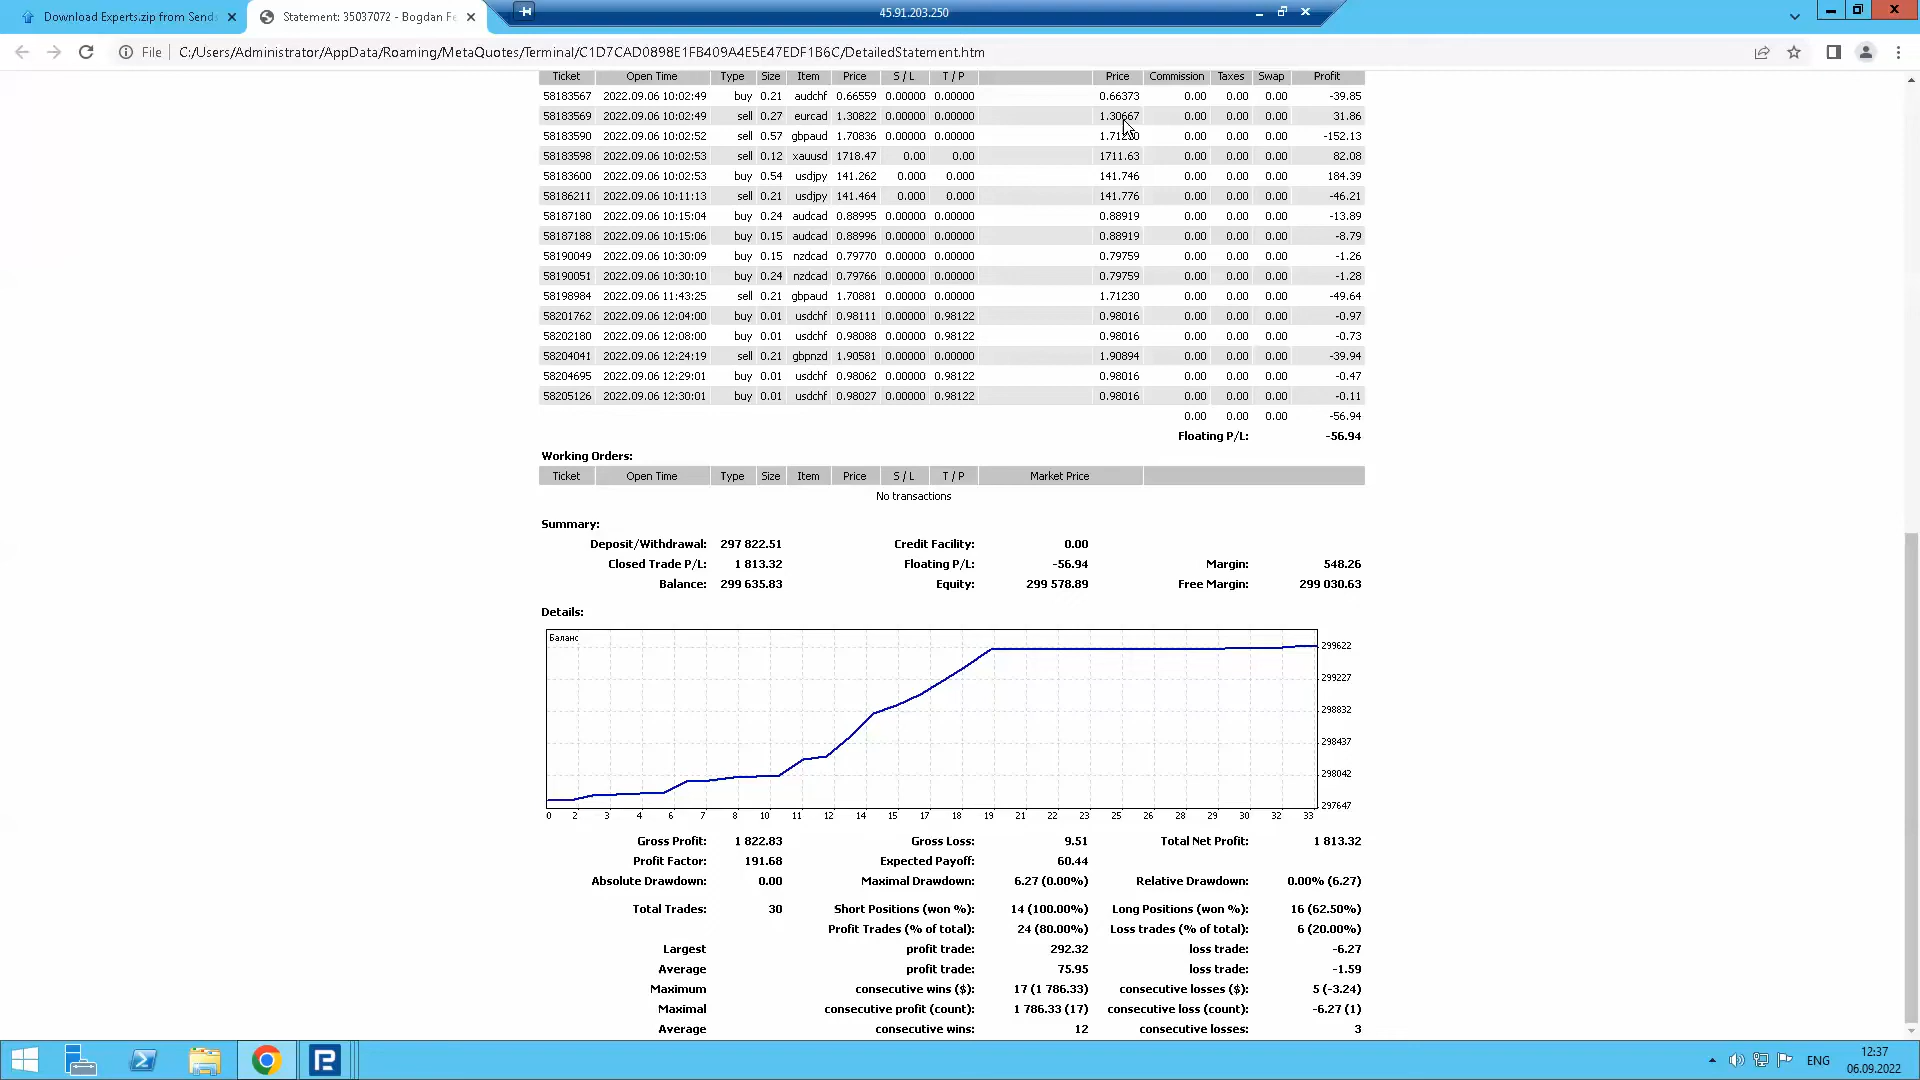 Download Experts.zip from Send
Statement: 35037072 - Bogdan Fe
45.91.203.250
File C:/Users/Administrator/AppData/Roaming/MetaQuotes/Terminal/C1D7CAD0898E1FB409A4E5E47EDF1B6C/DetailedStatement.htm
Ticket Open Time Type Size Item Price S / L T / P Price Commission Taxes Swap Profit
58183567 2022.09.06 10:02:49 buy 0.21 audchf 0.66559 0.00000 0.00000 0.66373 0.00 0.00 0.00 -39.85
58183569 2022.09.06 10:02:49 sell 0.27 eurcad 1.30822 0.00000 0.00000 1.30667 0.00 0.00 0.00 31.86
58183590 2022.09.06 10:02:52 sell 0.57 gbpaud 1.70836 0.00000 0.00000 1.71230 0.00 0.00 0.00 -152.13
58183598 2022.09.06 10:02:53 sell 0.12 xauusd 1718.47 0.00 0.00 1711.63 0.00 0.00 0.00 82.08
58183600 2022.09.06 10:02:53 buy 0.54 usdjpy 141.262 0.000 0.000 141.746 0.00 0.00 0.00 184.39
58186211 2022.09.06 10:11:13 sell 0.21 usdjpy 141.464 0.000 0.000 141.776 0.00 0.00 0.00 -46.21
58187180 2022.09.06 10:15:04 buy 0.24 audcad 0.88995 0.00000 0.00000 0.88919 0.00 0.00 0.00 -13.89
58187188 2022.09.06 10:15:06 buy 0.15 audcad 0.88996 0.00000 0.00000 0.88919 0.00 0.00 0.00 -8.79
58190049 2022.09.06 10:30:09 buy 0.15 nzdcad 0.79770 0.00000 0.00000 0.79759 0.00 0.00 0.00 -1.26
58190051 2022.09.06 10:30:10 buy 0.24 nzdcad 0.79766 0.00000 0.00000 0.79759 0.00 0.00 0.00 -1.28
58198984 2022.09.06 11:43:25 sell 0.21 gbpaud 1.70881 0.00000 0.00000 1.71230 0.00 0.00 0.00 -49.64
58201762 2022.09.06 12:04:00 buy 0.01 usdchf 0.98111 0.00000 0.98122 0.98016 0.00 0.00 0.00 -0.97
58202180 2022.09.06 12:08:00 buy 0.01 usdchf 0.98088 0.00000 0.98122 0.98016 0.00 0.00 0.00 -0.73
58204041 2022.09.06 12:24:19 sell 0.21 gbpnzd 1.90581 0.00000 0.00000 1.90894 0.00 0.00 0.00 -39.94
58204695 2022.09.06 12:29:01 buy 0.01 usdchf 0.98062 0.00000 0.98122 0.98016 0.00 0.00 0.00 -0.47
58205126 2022.09.06 12:30:01 buy 0.01 usdchf 0.98027 0.00000 0.98122 0.98016 0.00 0.00 0.00 -0.11
0.00 0.00 0.00 -56.94
Floating P/L: -56.94
Working Orders:
Ticket Open Time Type Size Item Price S / L T / P Market Price
No transactions
Summary:
Deposit/Withdrawal: 297 822.51 Credit Facility: 0.00
Closed Trade P/L: 1 813.32 Floating P/L: -56.94 Margin: 548.26
Balance: 299 635.83 Equity: 299 578.89 Free Margin: 299 030.63
Details:
Баланс
299622
299227
298832
298437
298042
297647
0 2 3 4 6 7 8 10 11 12 14 15 17 18 19 21 22 23 25 26 28 29 30 32 33
Gross Profit: 1 822.83 Gross Loss: 9.51 Total Net Profit: 1 813.32
Profit Factor: 191.68 Expected Payoff: 60.44
Absolute Drawdown: 0.00 Maximal Drawdown: 6.27 (0.00%) Relative Drawdown: 0.00% (6.27)
Total Trades: 30 Short Positions (won %): 14 (100.00%) Long Positions (won %): 16 (62.50%)
Profit Trades (% of total): 24 (80.00%) Loss trades (% of total): 6 (20.00%)
Largest profit trade: 292.32 loss trade: -6.27
Average profit trade: 75.95 loss trade: -1.59
Maximum consecutive wins ($): 17 (1 786.33) consecutive losses ($): 5 (-3.24)
Maximal consecutive profit (count): 1 786.33 (17) consecutive loss (count): -6.27 (1)
Average consecutive wins: 12 consecutive losses: 3
ENG
12:37
06.09.2022